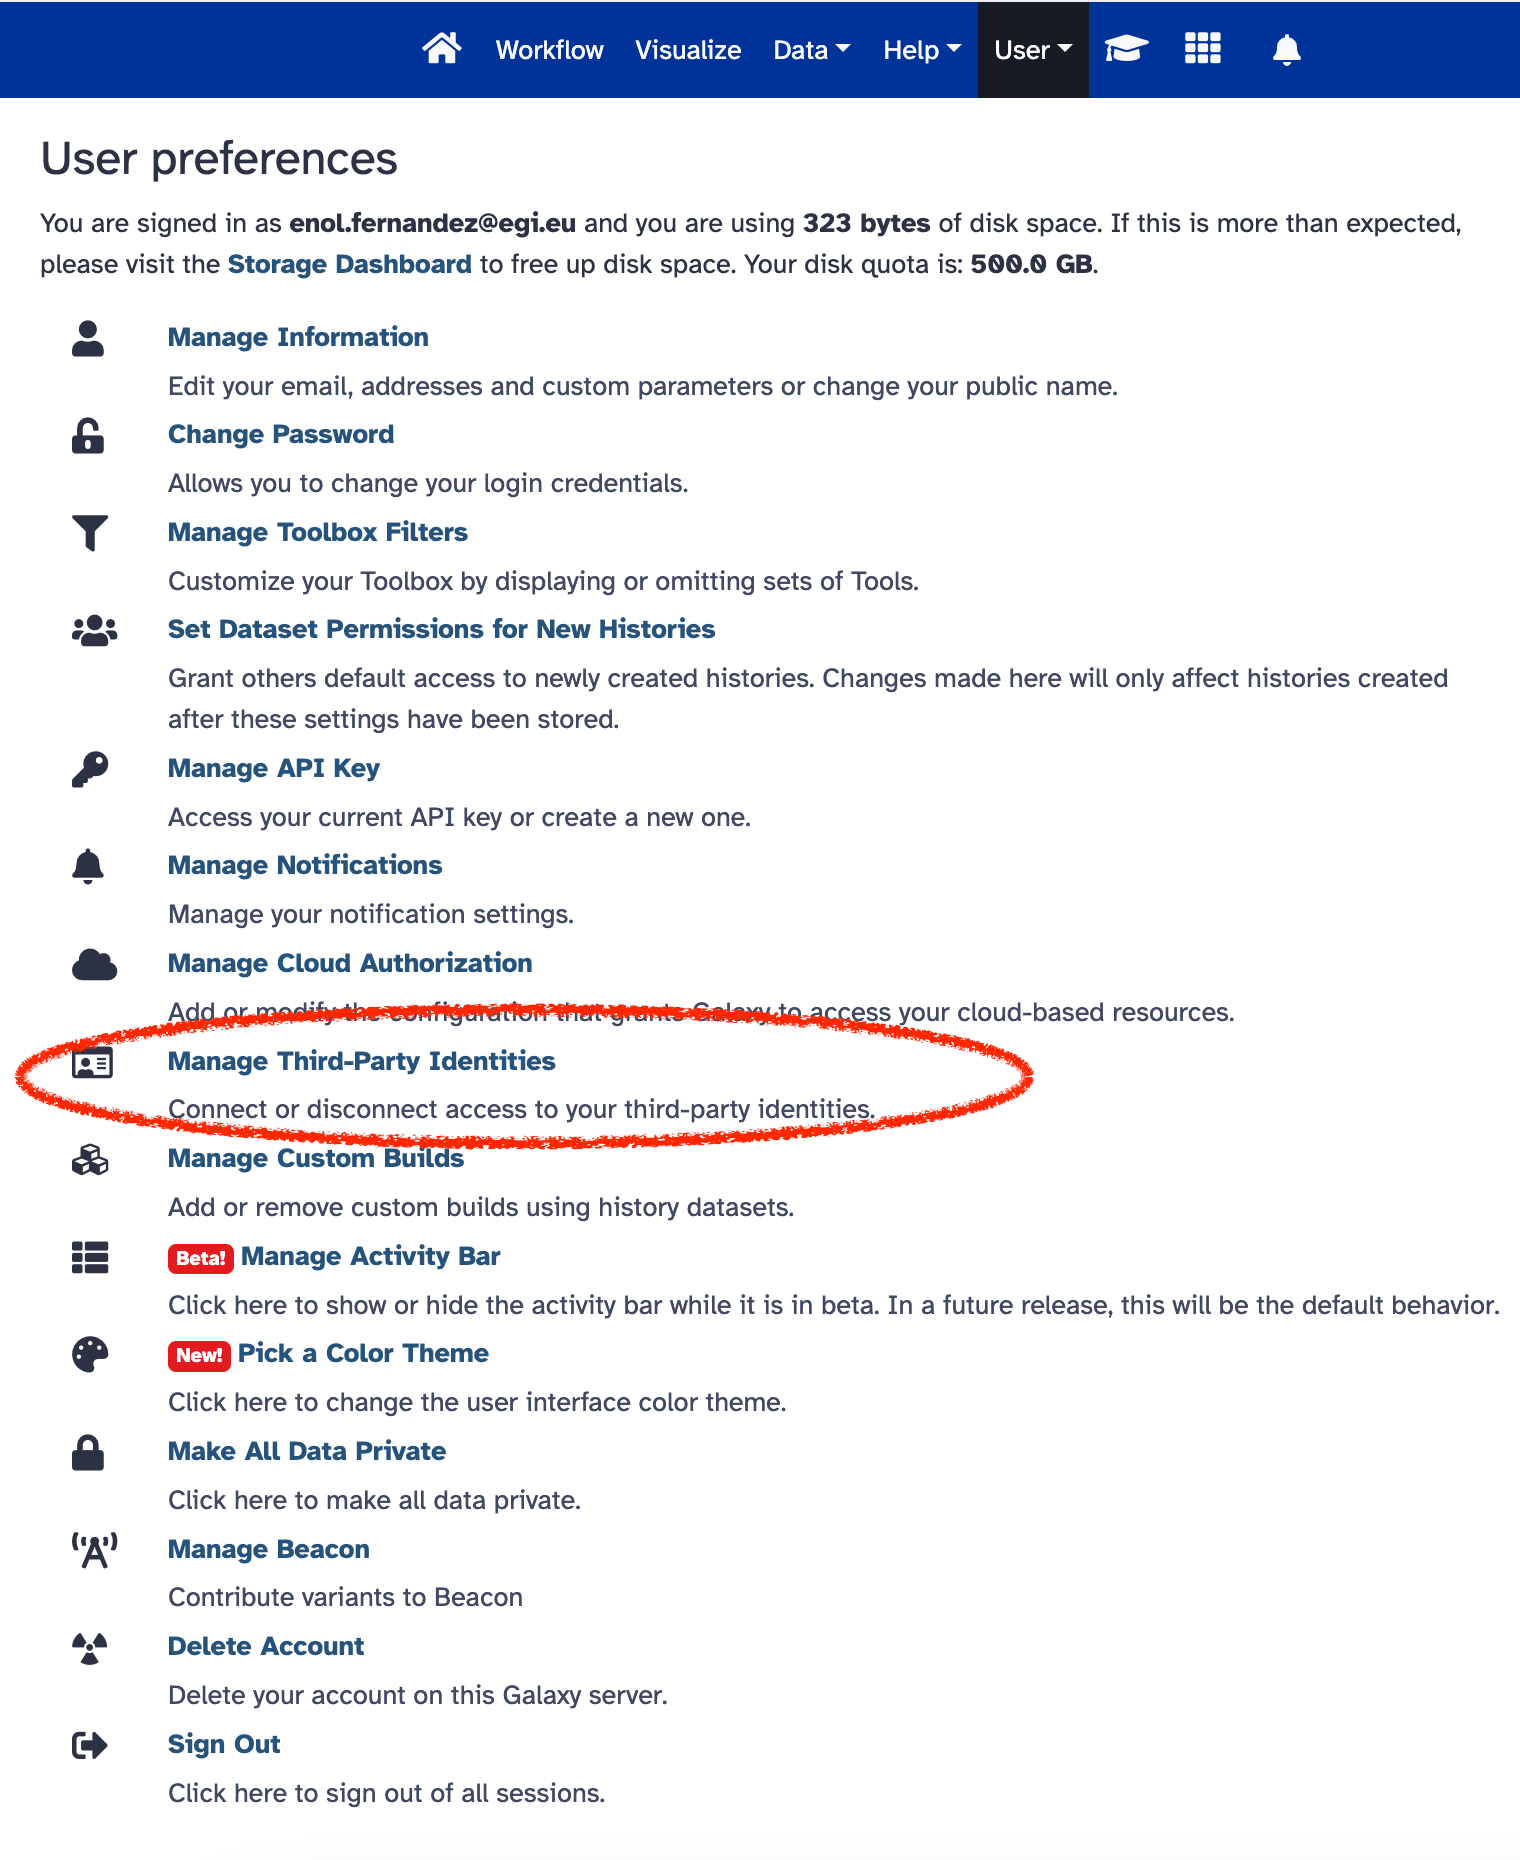 Workflow Visualize Data Help User
User preferences
You are signed in as enol.fernandez@egi.eu and you are using 323 bytes of disk space. If this is more than expected,
please visit the Storage Dashboard to free up disk space. Your disk quota is: 500.0 GB.
Manage Information
Edit your email, addresses and custom parameters or change your public name.
Change Password
Allows you to change your login credentials.
Manage Toolbox Filters
Customize your Toolbox by displaying or omitting sets of Tools.
Set Dataset Permissions for New Histories
Grant others default access to newly created histories. Changes made here will only affect histories created
after these settings have been stored.
Manage API Key
Access your current API key or create a new one.
Manage Notifications
Manage your notification settings.
Manage Cloud Authorization
Add or modify the configuration that grants Galaxy to access your cloud-based resources.
Manage Third-Party Identities
Connect or disconnect access to your third-party identities.
Manage Custom Builds
Add or remove custom builds using history datasets.
Beta! Manage Activity Bar
Click here to show or hide the activity bar while it is in beta. In a future release, this will be the default behavior.
New! Pick a Color Theme
Click here to change the user interface color theme.
Make All Data Private
Click here to make all data private.
Manage Beacon
Contribute variants to Beacon
Delete Account
Delete your account on this Galaxy server.
Sign Out
Click here to sign out of all sessions.